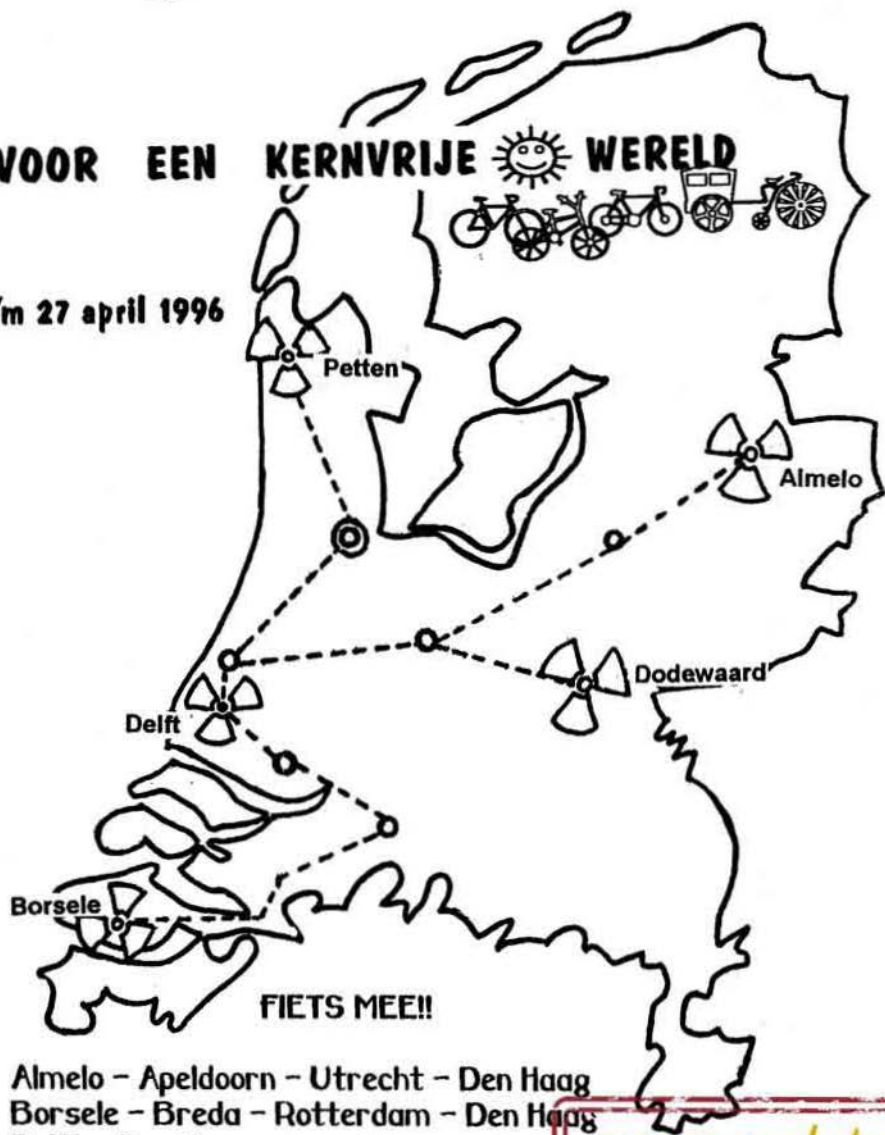 VOOR EEN KERNVRIJE WERELD
/m 27 april 1996
Petten
Almelo
Dodewaard
Delft
Borsele
FIETS MEE!!
Almelo - Apeldoorn - Utrecht - Den Haag
Borsele - Breda - Rotterdam - Den Haag